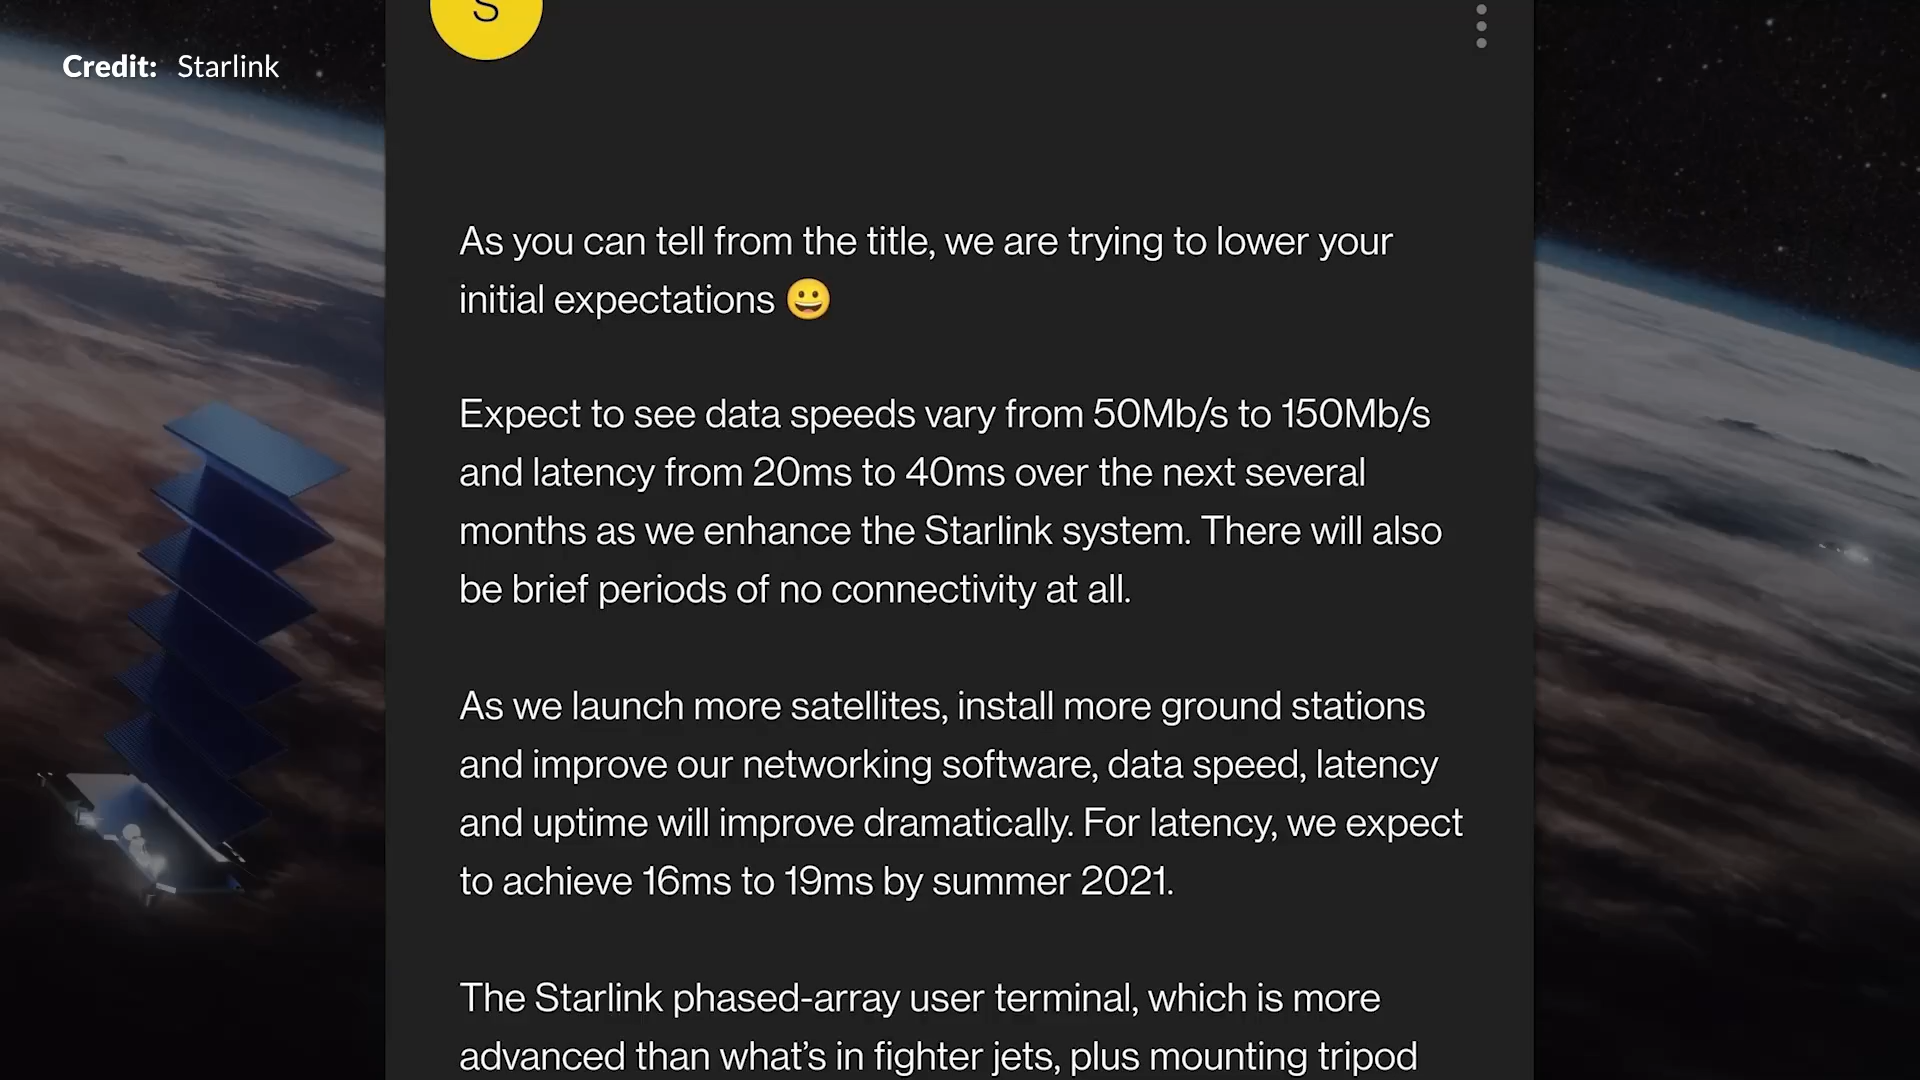 S
Credit: Starlink
As you can tell from the title, we are trying to lower your
initial expectations 😀
Expect to see data speeds vary from 50Mb/s to 150Mb/s
and latency from 20ms to 40ms over the next several
months as we enhance the Starlink system. There will also
be brief periods of no connectivity at all.
As we launch more satellites, install more ground stations
and improve our networking software, data speed, latency
and uptime will improve dramatically. For latency, we expect
to achieve 16ms to 19ms by summer 2021.
The Starlink phased-array user terminal, which is more
advanced than what’s in fighter jets, plus mounting tripod